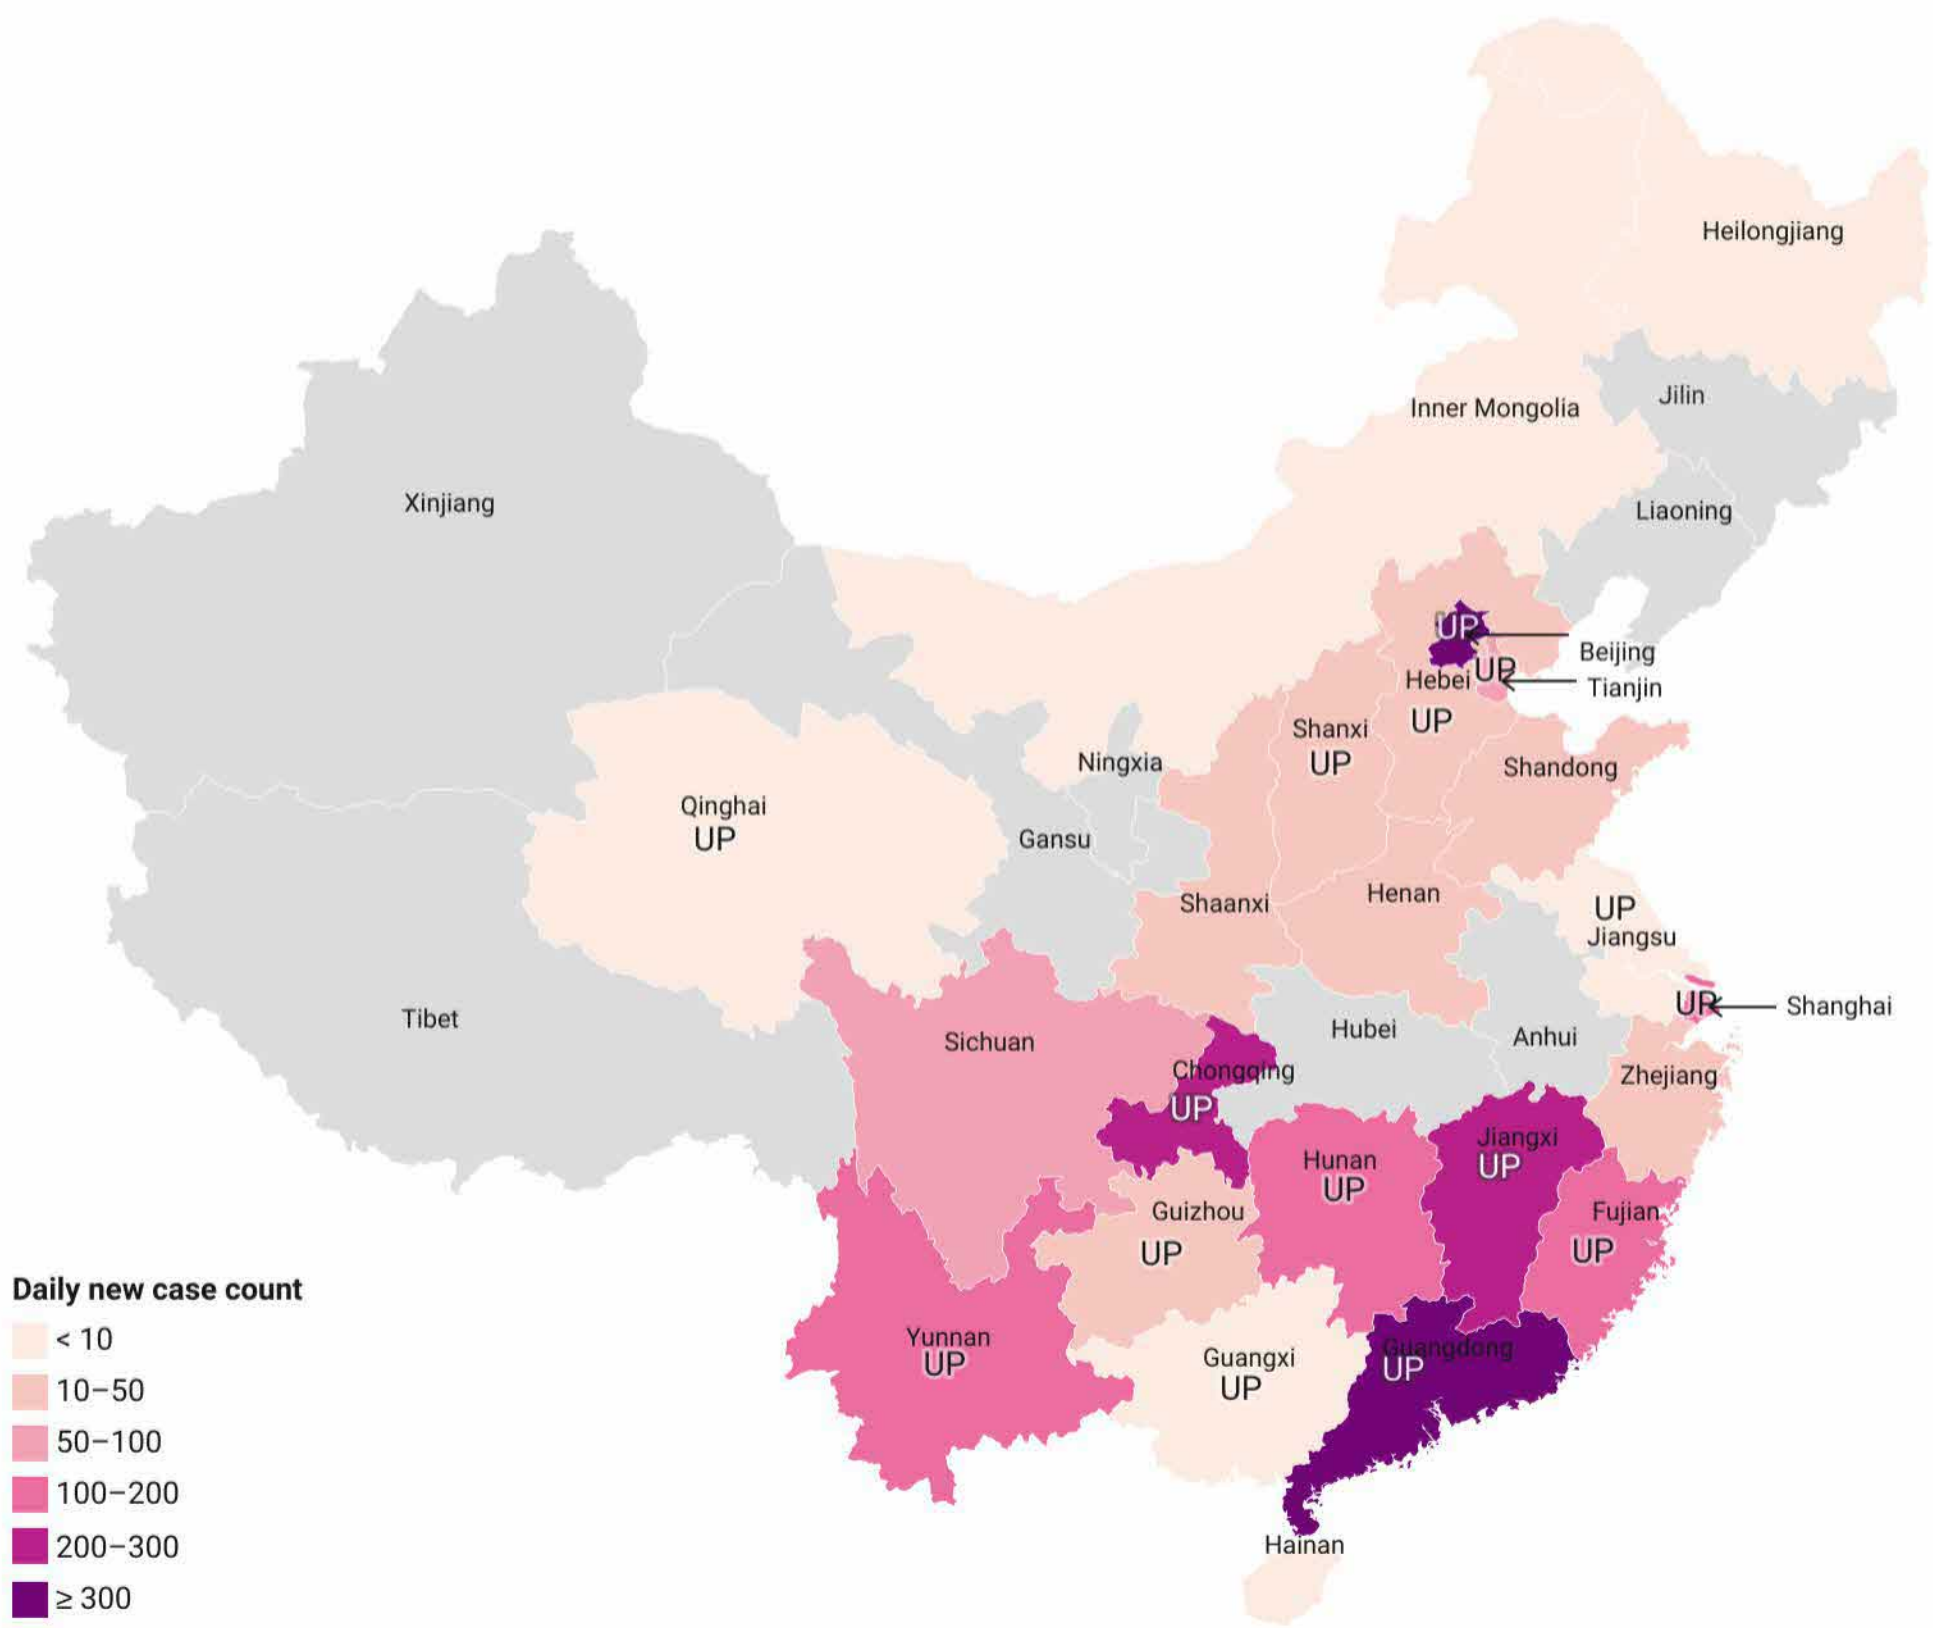 Heilongjiang
Jilin
Inner Mongolia
Xinjiang
Liaoning
UP
Beijing
UP
Hebei
Tianjin
UP
Shanxi
UP
Ningxia
Shandong
Qinghai
UP
Gansu
Henan
Shaanxi
UP
Jiangsu
UP
Shanghai
Tibet
Hubei
Anhui
Sichuan
Chongqing
UP
Zhejiang
Jiangxi
UP
Hunan
UP
Guizhou
UP
Fujian
UP
Yunnan
UP
Guangxi
UP
Guangdong
UP
Hainan
Daily new case count
< 10
10–50
50–100
100–200
200–300
≥ 300